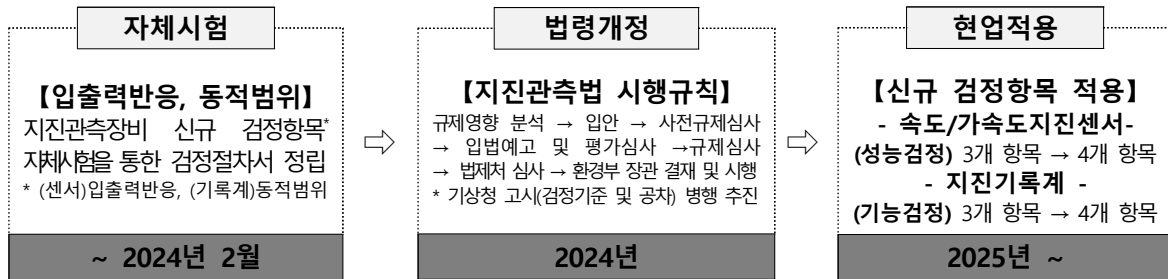 자체시험
【입출력반응, 동적범위】
지진관측장비 신규 검정항목*
자체시험을 통한 검정절차서 정립
* (센서)입출력반응, (기록계)동적범위
~ 2024년 2월
⇨
법령개정
【지진관측법 시행규칙】
규제영향 분석 → 입안 → 사전규제심사
→ 입법예고 및 평가심사 →규제심사
→ 법제처 심사 → 환경부 장관 결재 및 시행
* 기상청 고시(검정기준 및 공차) 병행 추진
2024년
⇨
현업적용
【신규 검정항목 적용】
- 속도/가속도지진센서-
(성능검정) 3개 항목 → 4개 항목
- 지진기록계 -
(기능검정) 3개 항목 → 4개 항목
2025년 ~